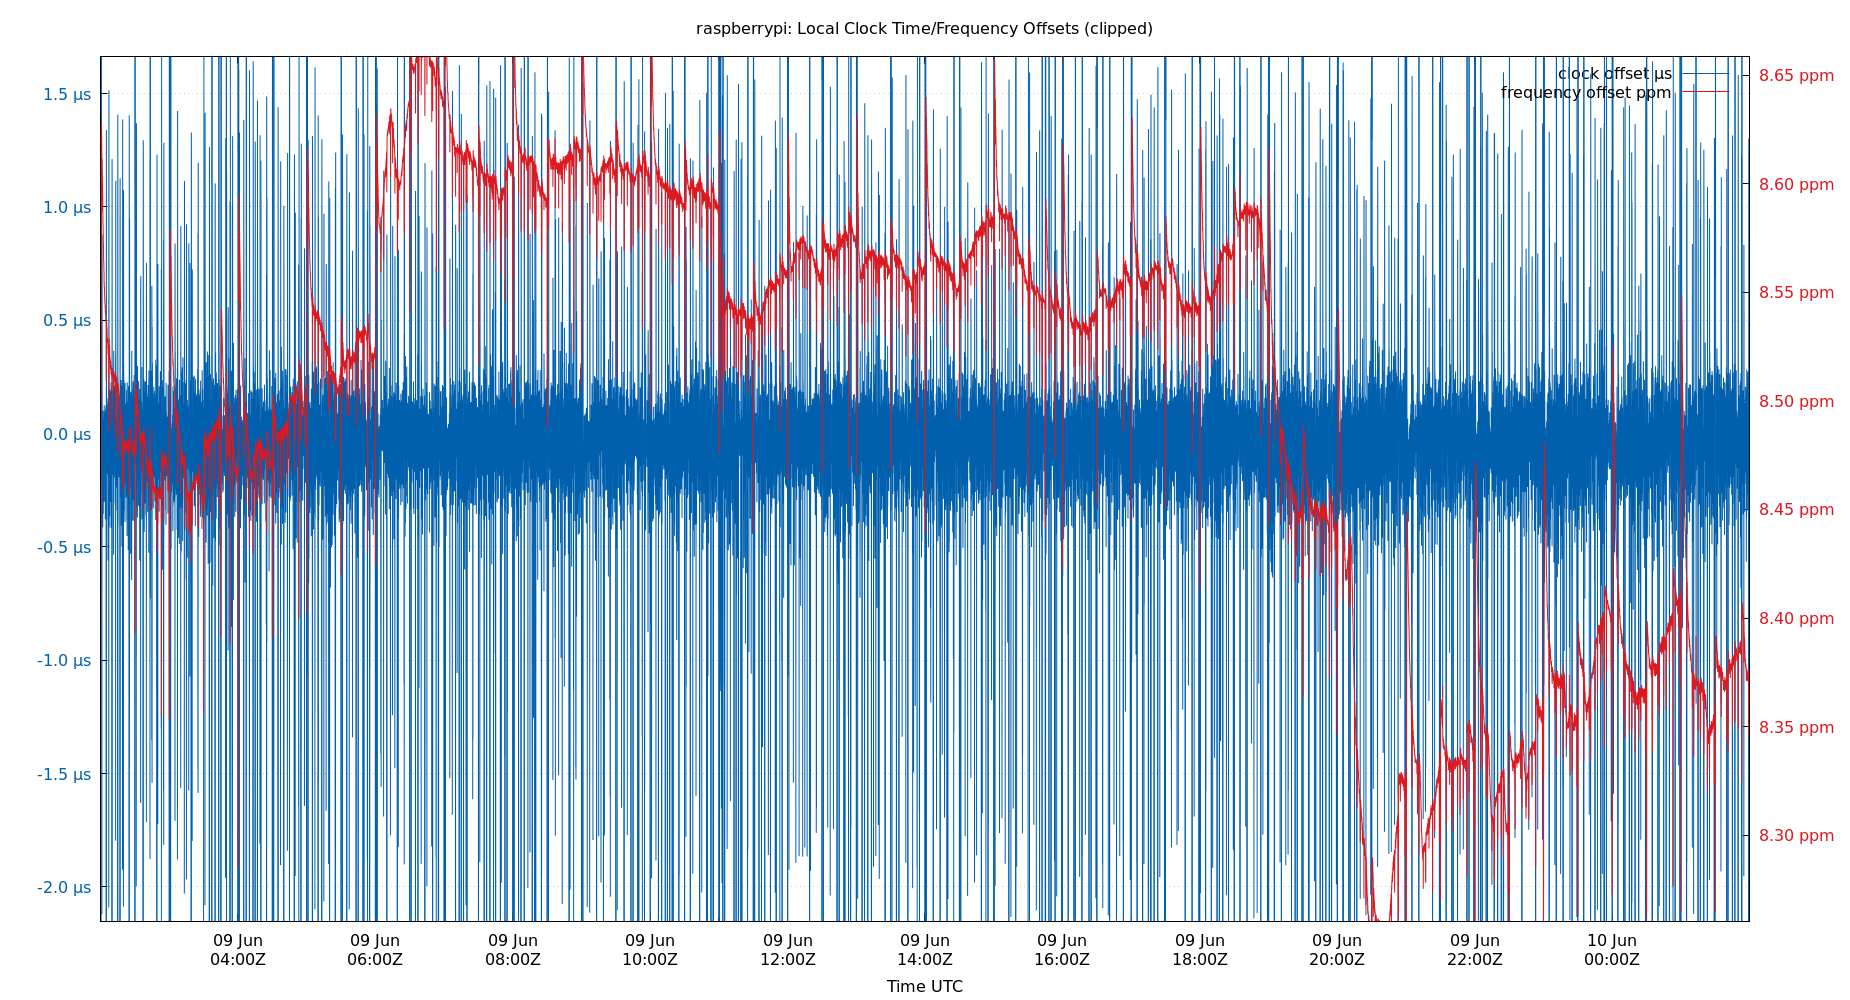 raspberrypi: Local Clock Time/Frequency Offsets (clipped)
clock offset µs
frequency offset ppm
1.5 µs
1.0 µs
0.5 µs
0.0 µs
-0.5 µs
-1.0 µs
-1.5 µs
-2.0 µs
8.65 ppm
8.60 ppm
8.55 ppm
8.50 ppm
8.45 ppm
8.40 ppm
8.35 ppm
8.30 ppm
09 Jun 09 Jun 09 Jun 09 Jun 09 Jun 09 Jun 09 Jun 09 Jun 09 Jun 09 Jun 10 Jun
04:00Z 06:00Z 08:00Z 10:00Z 12:00Z 14:00Z 16:00Z 18:00Z 20:00Z 22:00Z 00:00Z
Time UTC